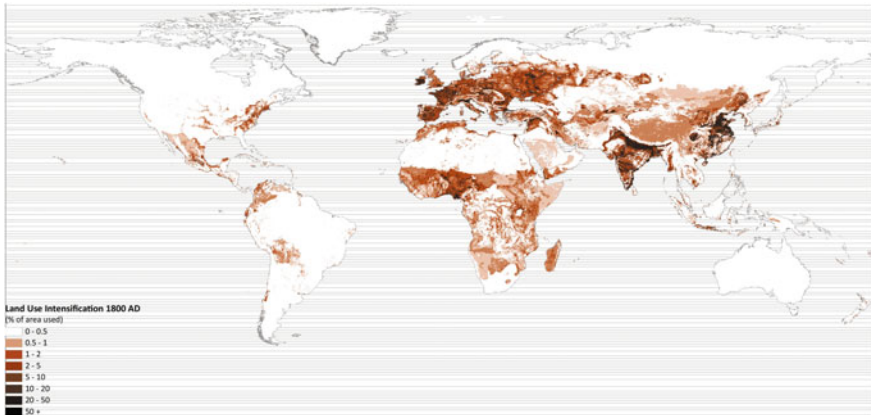 Land Use Intensification 1800 AD
(% of area used)
0 - 0.5
0.5 - 1
1 - 2
2 - 5
5 - 10
10 - 20
20 - 50
50 +